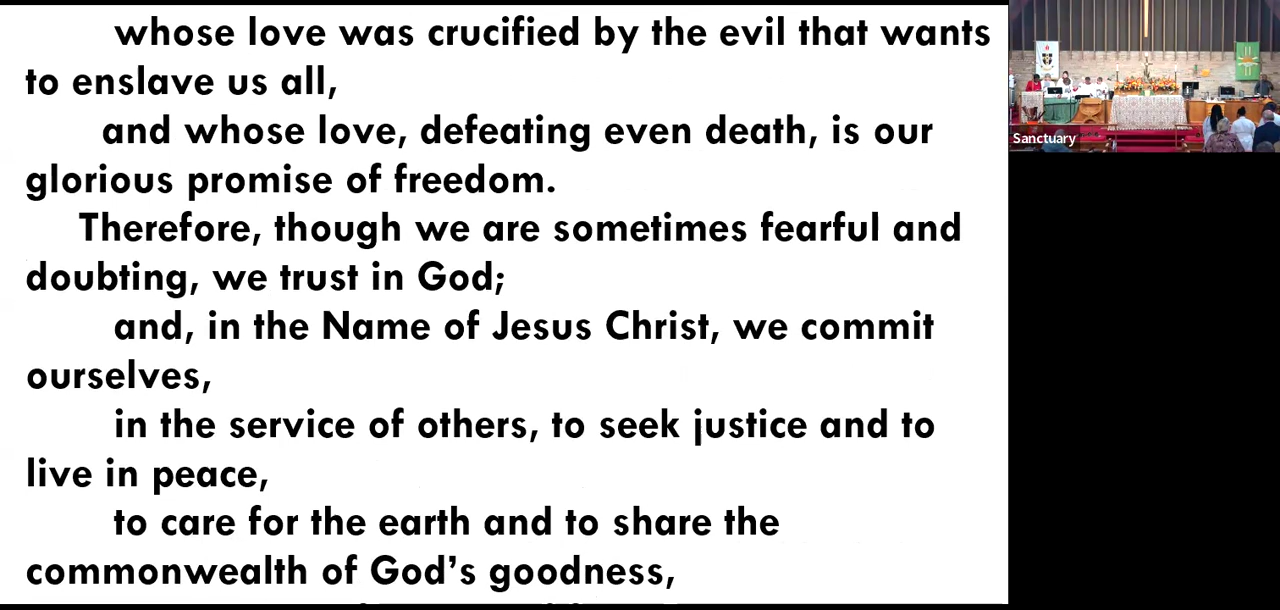 whose love was crucified by the evil that wants
to enslave us all,
and whose love, defeating even death, is our
glorious promise of freedom.
Therefore, though we are sometimes fearful and
doubting, we trust in God;
and, in the Name of Jesus Christ, we commit
ourselves,
in the service of others, to seek justice and to
live in peace,
to care for the earth and to share the
commonwealth of God’s goodness,
Sanctuary